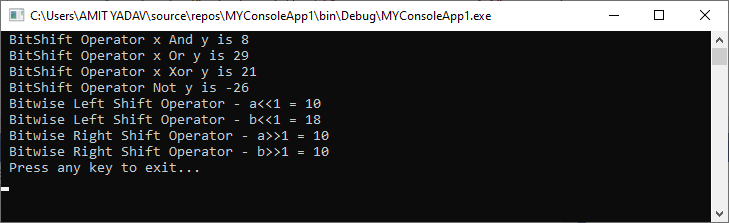 C:\Users\AMIT YADAV\source\repos\MYConsoleApp1\bin\Debug\MYConsoleApp1.exe
BitShift Operator x And y is 8
BitShift Operator x Or y is 29
BitShift Operator x Xor y is 21
BitShift Operator Not y is -26
Bitwise Left Shift Operator - a<<1 = 10
Bitwise Left Shift Operator - b<<1 = 18
Bitwise Right Shift Operator - a>>1 = 10
Bitwise Right Shift Operator - b>>1 = 10
Press any key to exit...